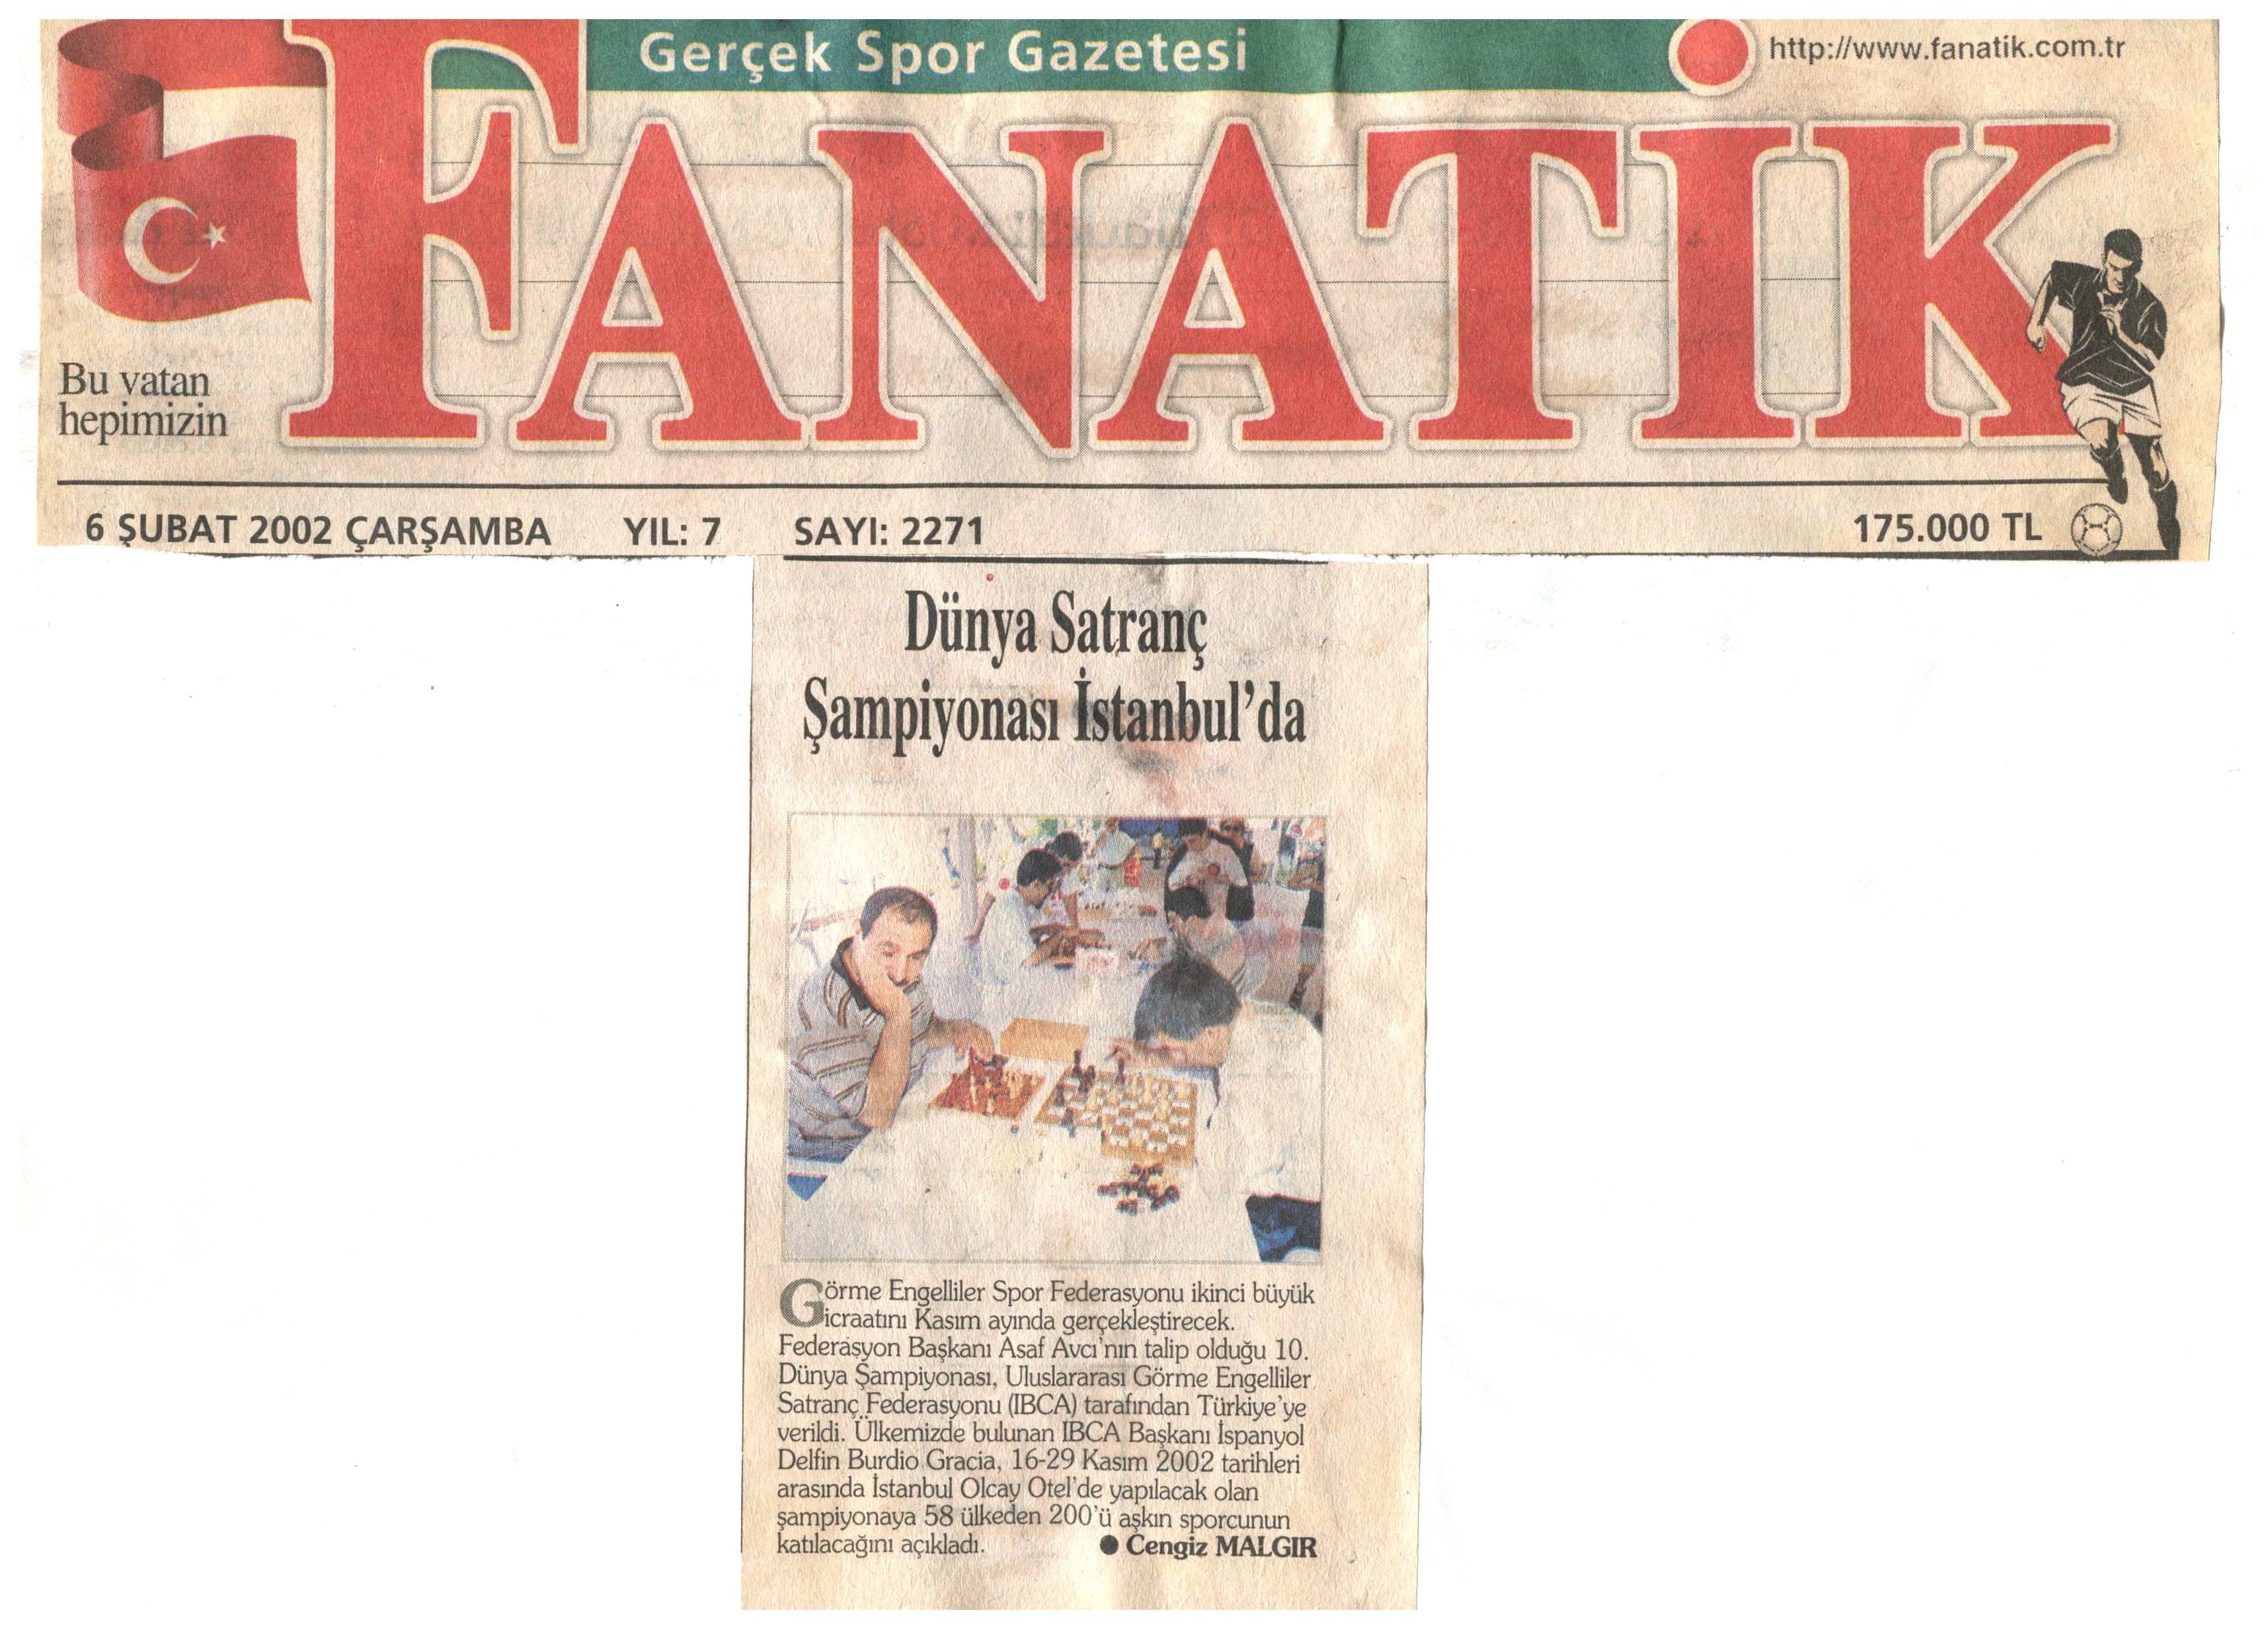 Gerçek Spor Gazetesi
http://www.fanatik.com.tr
FANATİK
Bu vatan
hepimizin
6 ŞUBAT 2002 ÇARŞAMBA YIL: 7 SAYI: 2271 175.000 TL
Dünya Satranç
Şampiyonası İstanbul'da
Görme Engelliler Spor Federasyonu ikinci büyük
icraatını Kasım ayında gerçekleştirecek.
Federasyon Başkanı Asaf Avcı'nın talip olduğu 10.
Dünya Şampiyonası, Uluslararası Görme Engelliler
Satranç Federasyonu (IBCA) tarafından Türkiye'ye
verildi. Ülkemizde bulunan IBCA Başkanı İspanyol
Delfin Burdio Gracia, 16-29 Kasım 2002 tarihleri
arasında İstanbul Olcay Otel'de yapılacak olan
şampiyonaya 58 ülkeden 200'ü aşkın sporcunun
katılacağını açıkladı. ● Cengiz MALGIR